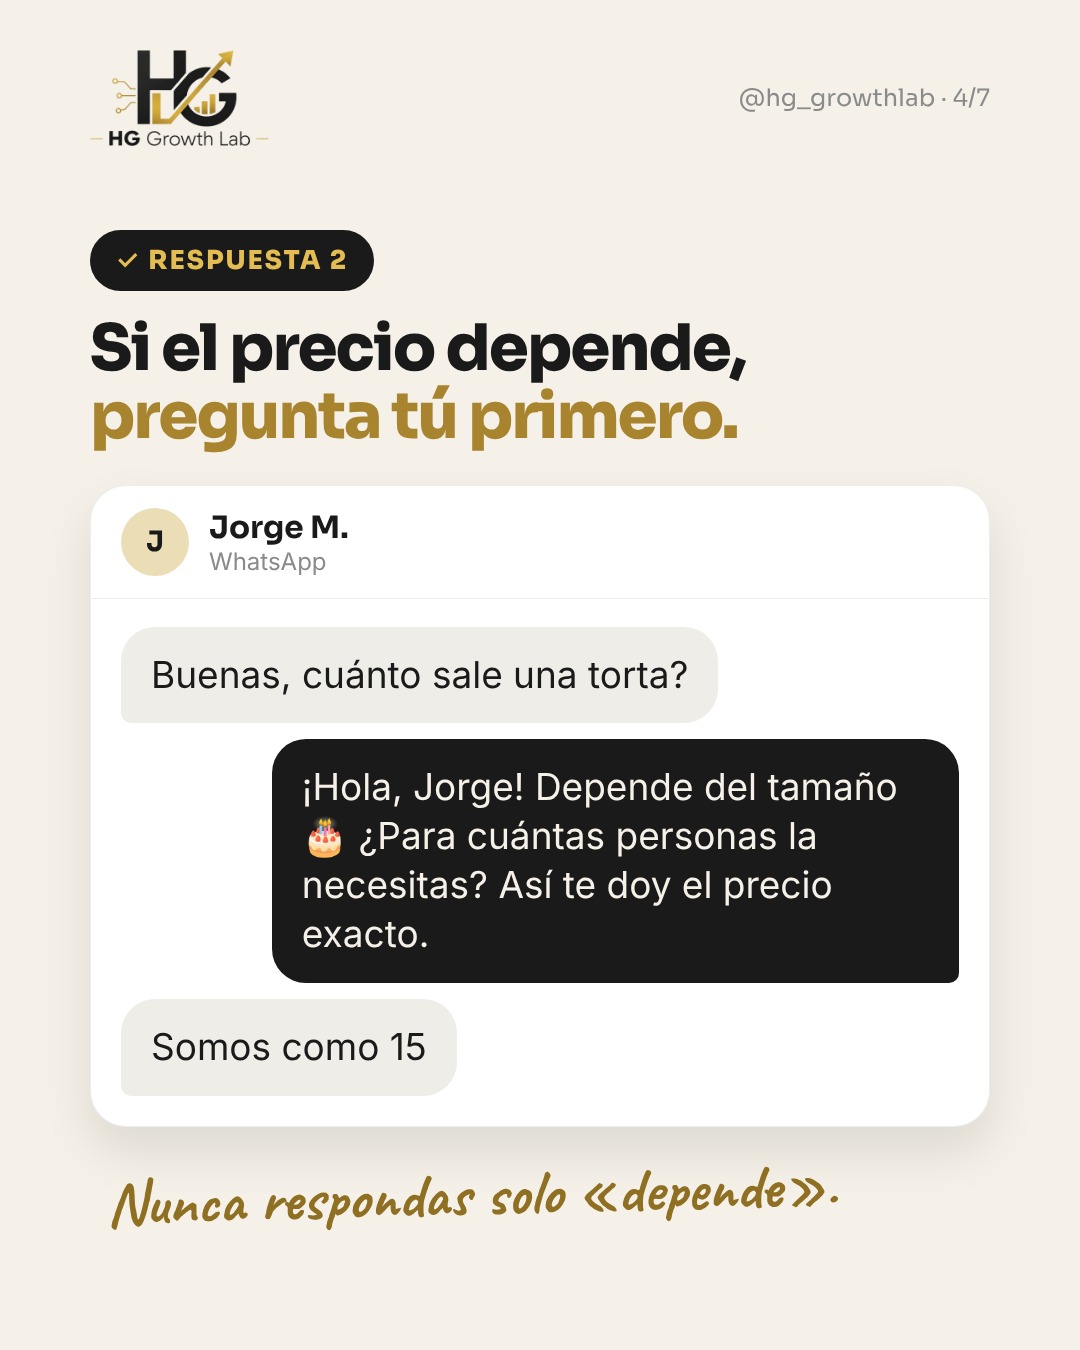 HG
HG Growth Lab
@hg_growthlab · 4/7
✓ RESPUESTA 2
Si el precio depende,
pregunta tú primero.
J
Jorge M.
WhatsApp
Buenas, cuánto sale una torta?
¡Hola, Jorge! Depende del tamaño
🎂 ¿Para cuántas personas la
necesitas? Así te doy el precio
exacto.
Somos como 15
Nunca respondas solo «depende».